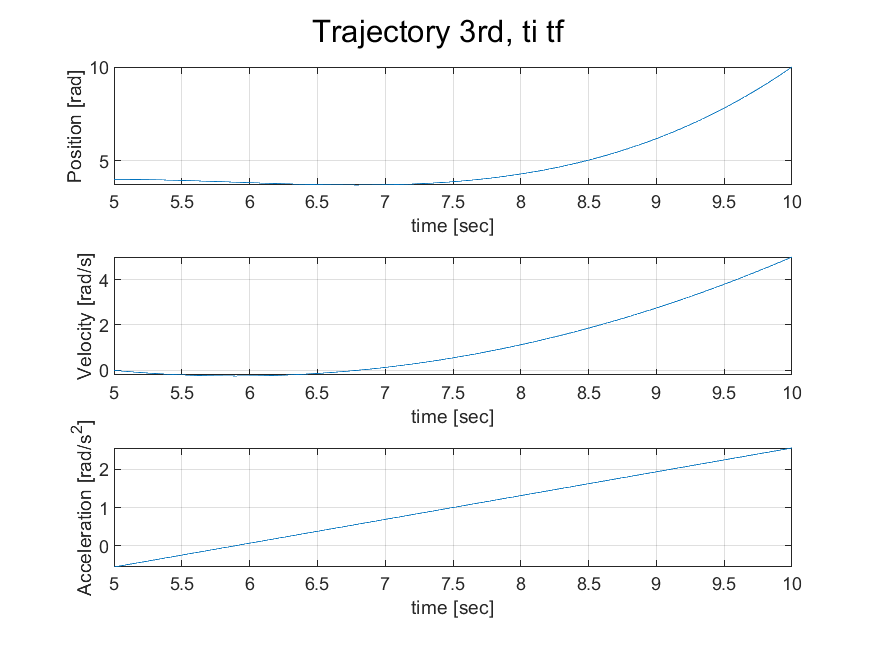 Trajectory 3rd, ti tf
Position [rad]
10
5
5 5.5 6 6.5 7 7.5 8 8.5 9 9.5 10
time [sec]
Velocity [rad/s]
4
2
0
5 5.5 6 6.5 7 7.5 8 8.5 9 9.5 10
time [sec]
Acceleration [rad/s²]
2
1
0
5 5.5 6 6.5 7 7.5 8 8.5 9 9.5 10
time [sec]